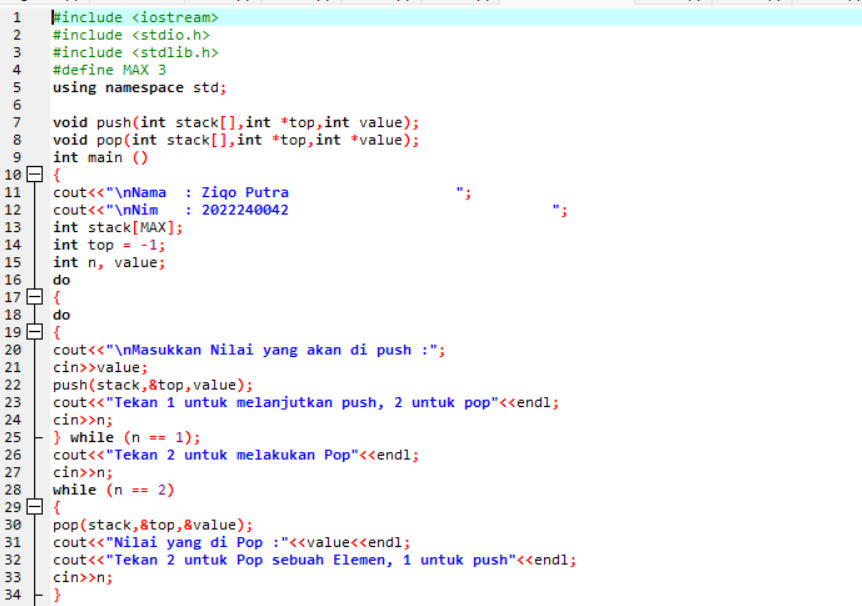 1 #include <iostream>
2 #include <stdio.h>
3 #include <stdlib.h>
4 #define MAX 3
5 using namespace std;
6
7 void push(int stack[],int *top,int value);
8 void pop(int stack[],int *top,int *value);
9 int main ()
10 {
11 cout<<"\nNama  : Ziqo Putra                   ";
12 cout<<"\nNim   : 2022240042                              ";
13 int stack[MAX];
14 int top = -1;
15 int n, value;
16 do
17 {
18 do
19 {
20 cout<<"\nMasukkan Nilai yang akan di push :";
21 cin>>value;
22 push(stack,&top,value);
23 cout<<"Tekan 1 untuk melanjutkan push, 2 untuk pop"<<endl;
24 cin>>n;
25 } while (n == 1);
26 cout<<"Tekan 2 untuk melakukan Pop"<<endl;
27 cin>>n;
28 while (n == 2)
29 {
30 pop(stack,&top,&value);
31 cout<<"Nilai yang di Pop :"<<value<<endl;
32 cout<<"Tekan 2 untuk Pop sebuah Elemen, 1 untuk push"<<endl;
33 cin>>n;
34 }